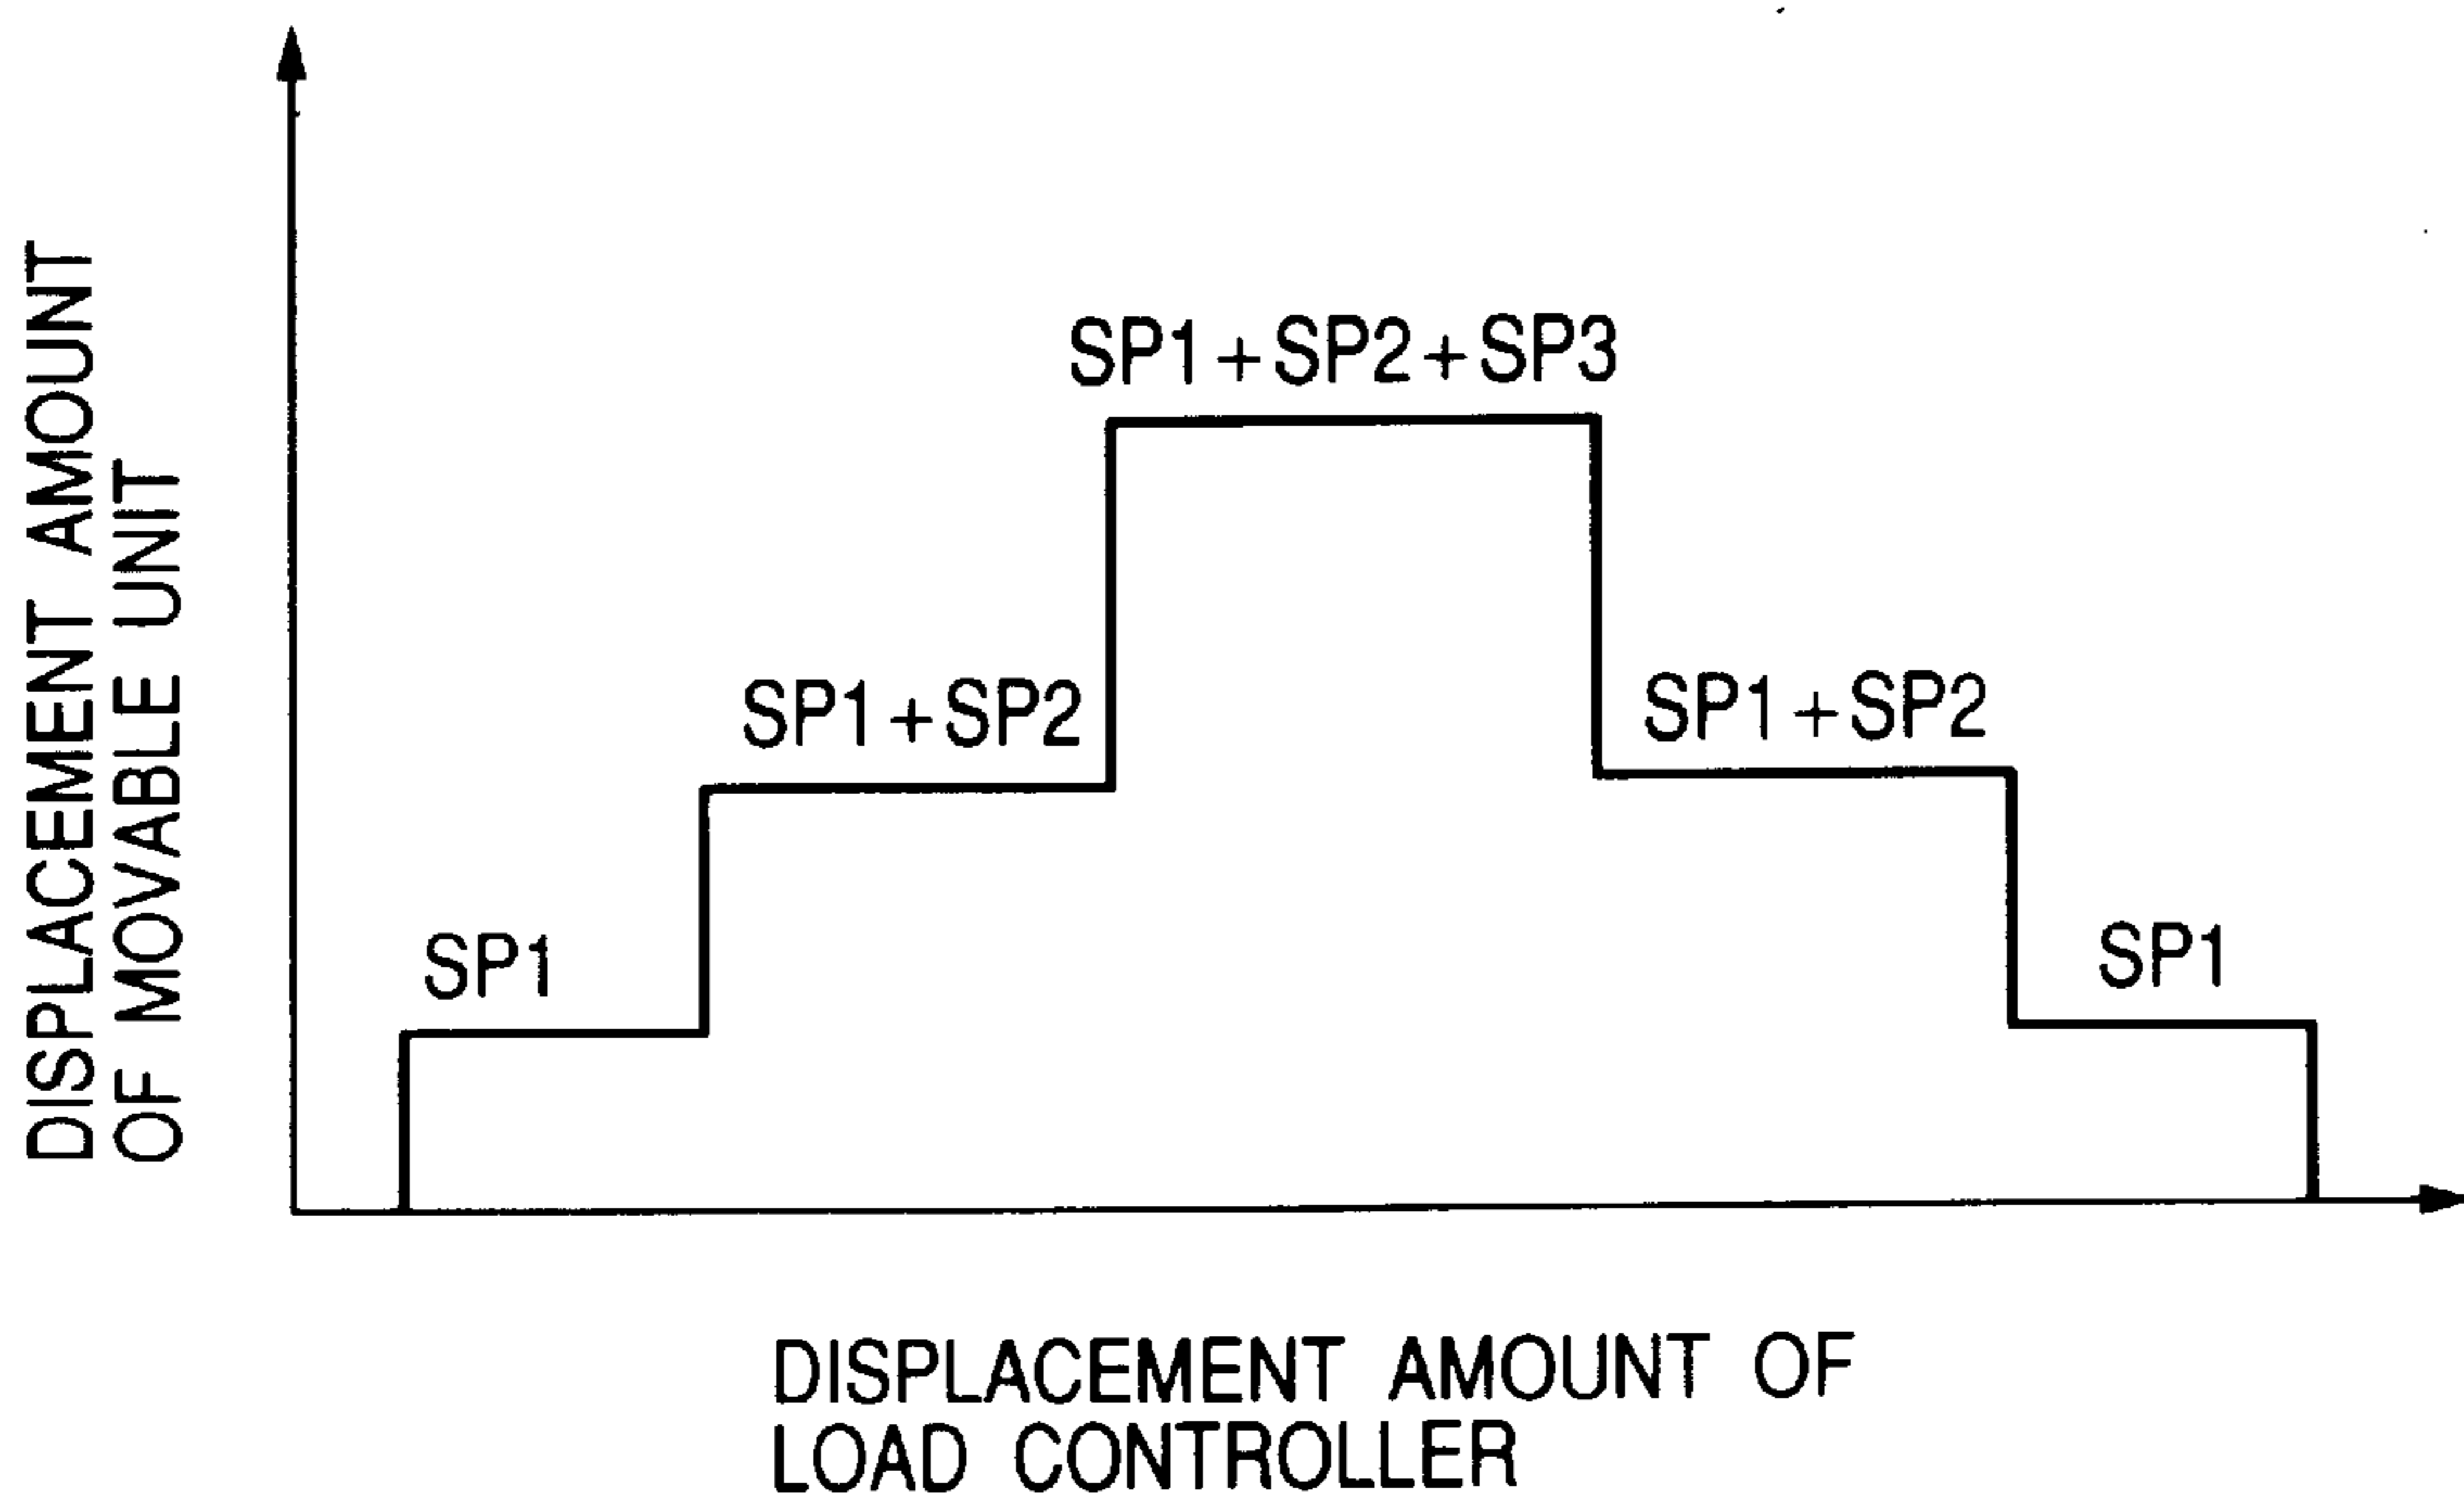 DISPLACEMENT AMOUNT
OF MOVABLE UNIT
SP1+SP2+SP3
SP1+SP2
SP1+SP2
SP1
SP1
DISPLACEMENT AMOUNT OF
LOAD CONTROLLER